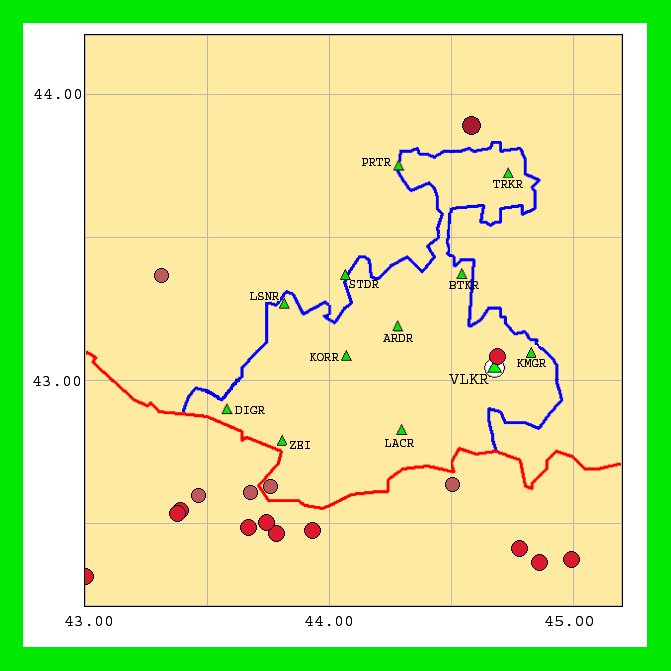 44.00
PRTR
TRKR
STDR
BTKR
LSNR
ARDR
KORR
KMGR
43.00
VLKR
DIGR
LACR
ZEI
43.00
44.00
45.00